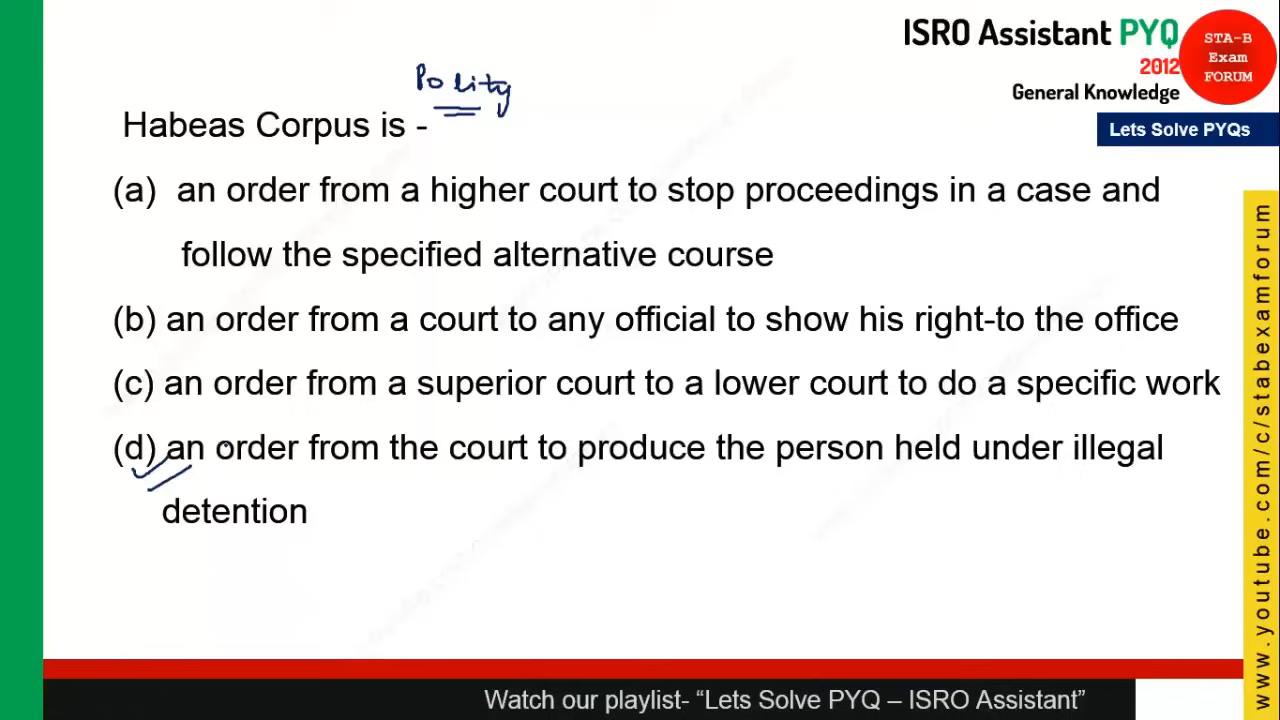 ISRO Assistant PYQ
2012
General Knowledge
STA-B
Exam
FORUM
Lets Solve PYQs
Polity
Habeas Corpus is -
(a) an order from a higher court to stop proceedings in a case and
follow the specified alternative course
(b) an order from a court to any official to show his right-to the office
(c) an order from a superior court to a lower court to do a specific work
(d) an order from the court to produce the person held under illegal
detention
www.youtube.com/c/stabexamforum
Watch our playlist- “Lets Solve PYQ – ISRO Assistant”